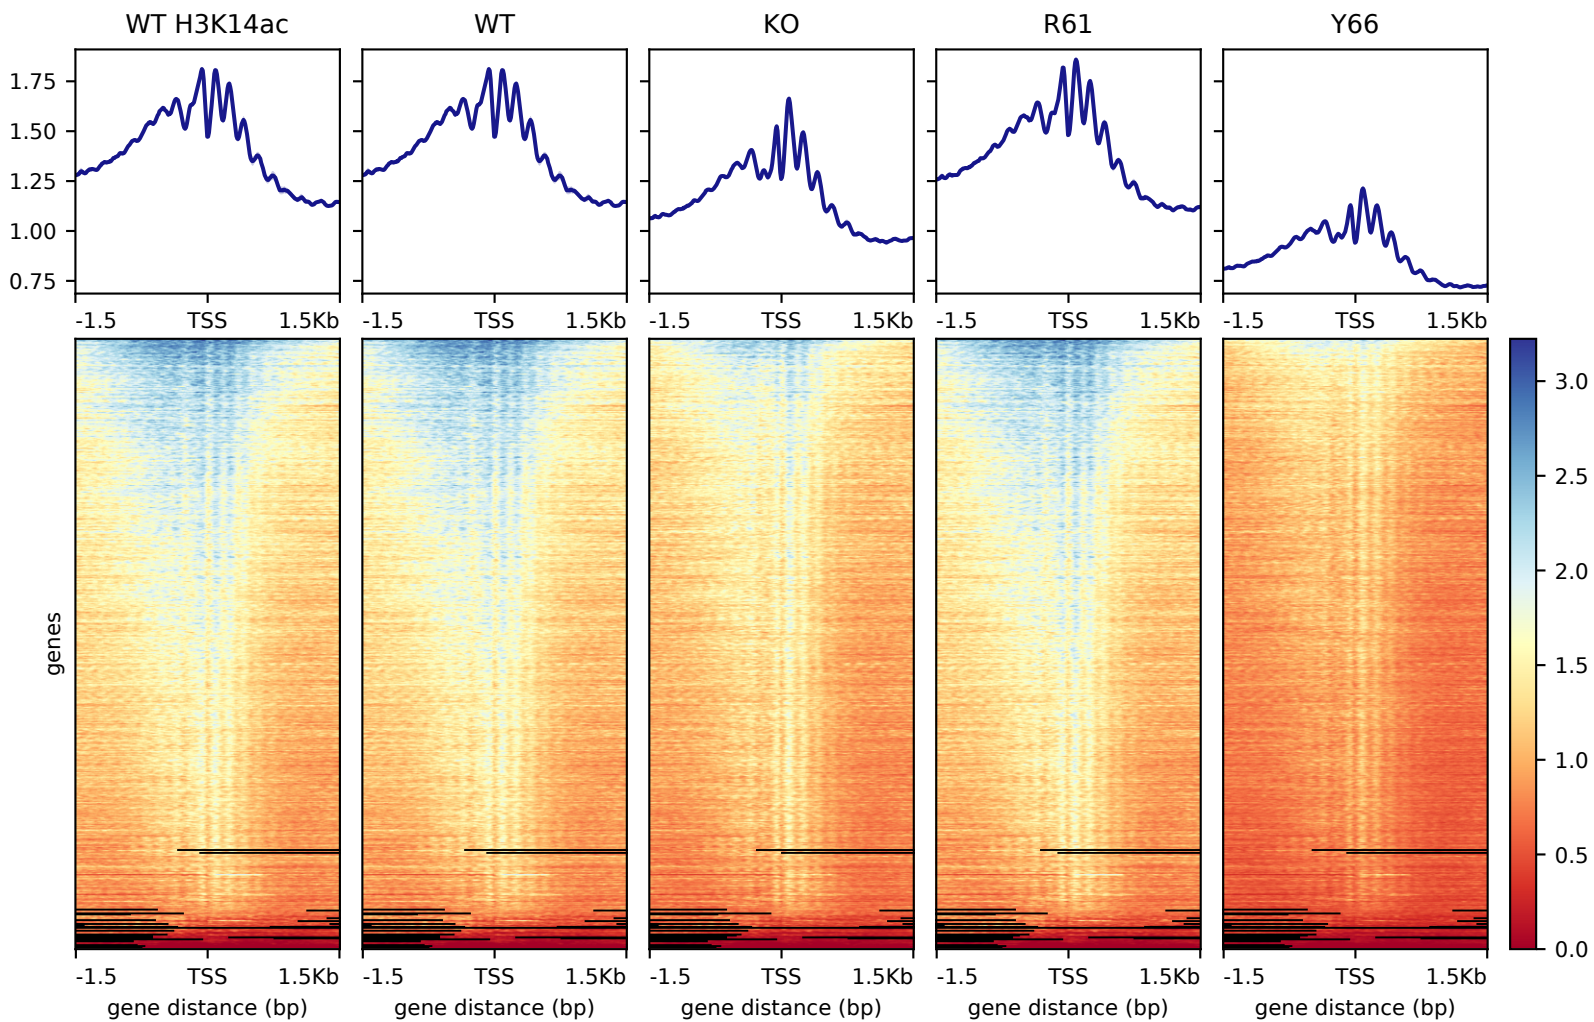 WT H3K14ac WT KO R61 Y66
1.75
1.50
1.25
1.00
0.75
-1.5 TSS 1.5Kb -1.5 TSS 1.5Kb -1.5 TSS 1.5Kb -1.5 TSS 1.5Kb -1.5 TSS 1.5Kb
genes
3.0
2.5
2.0
1.5
1.0
0.5
0.0
-1.5 TSS 1.5Kb -1.5 TSS 1.5Kb -1.5 TSS 1.5Kb -1.5 TSS 1.5Kb -1.5 TSS 1.5Kb
gene distance (bp) gene distance (bp) gene distance (bp) gene distance (bp) gene distance (bp)